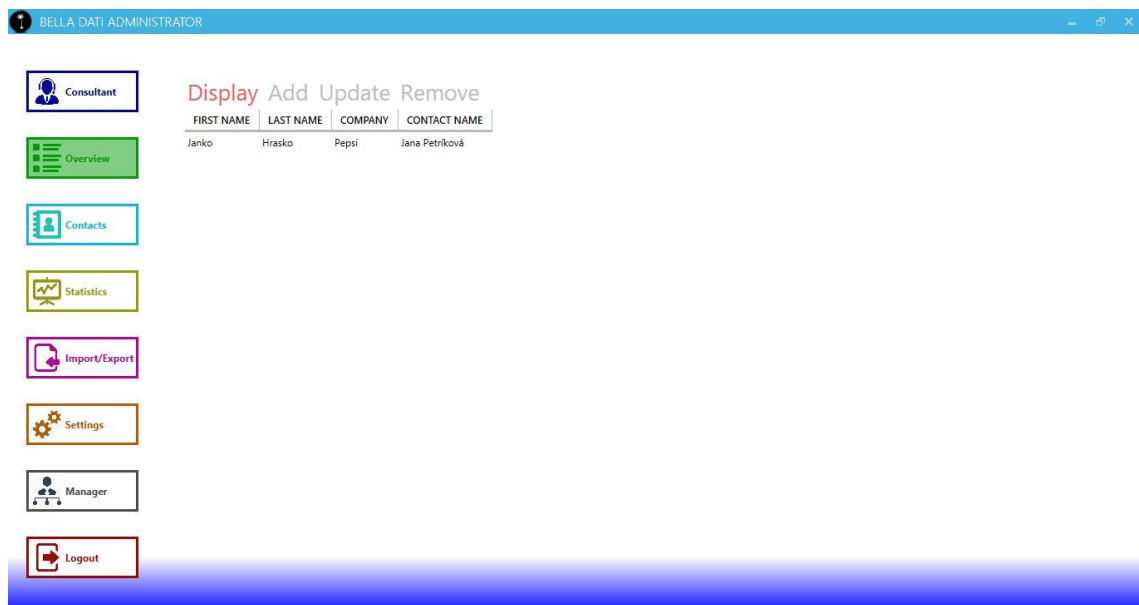 BELLA DATI ADMINISTRATOR
Consultant
Overview
Contacts
Statistics
Import/Export
Settings
Manager
Logout
Display Add Update Remove
FIRST NAME LAST NAME COMPANY CONTACT NAME
Janko Hrasko Pepsi Jana Petríková